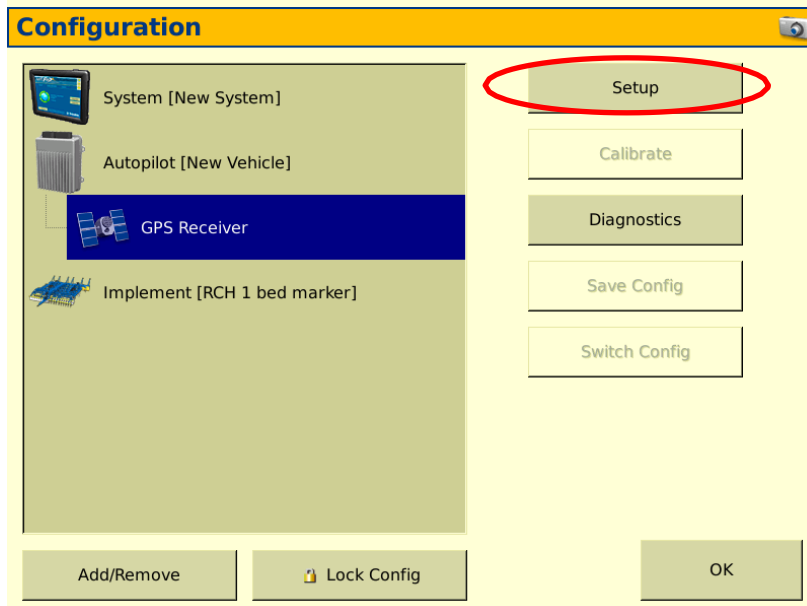 Configuration
System [New System]
Autopilot [New Vehicle]
GPS Receiver
Implement [RCH 1 bed marker]
Setup
Calibrate
Diagnostics
Save Config
Switch Config
Add/Remove
Lock Config
OK